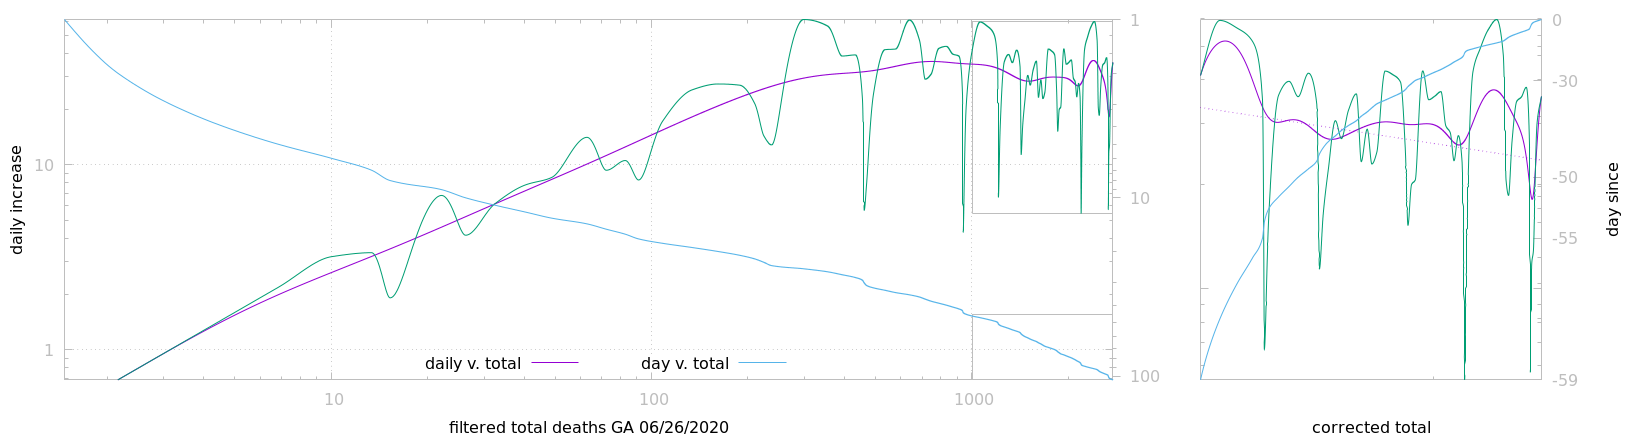 1
0
-30
10
-50
10
-55
1
daily v. total
day v. total
100
-59
10
100
1000
daily increase
day since
filtered total deaths GA 06/26/2020
corrected total